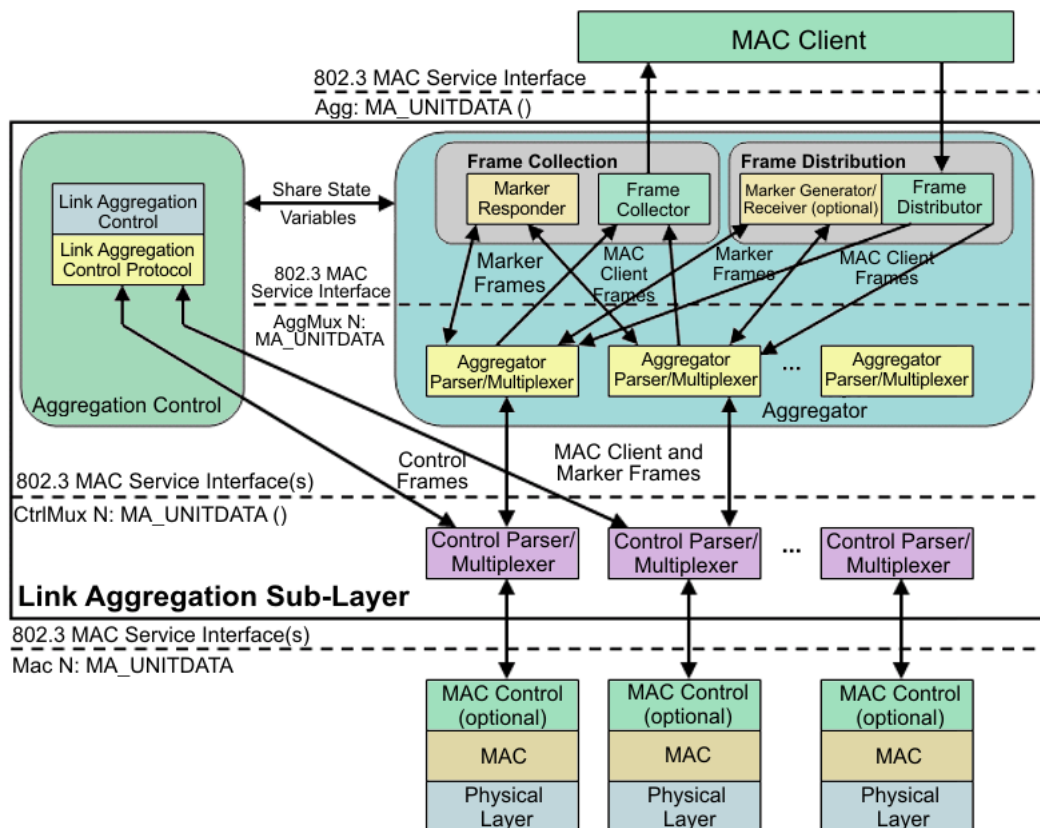 MAC Client
802.3 MAC Service Interface
Agg: MA_UNITDATA ()
Frame Collection
Frame Distribution
Marker
Responder
Frame
Collector
Marker Generator/
Receiver (optional)
Frame
Distributor
Link Aggregation
Control
Link Aggregation
Control Protocol
Share State
Variables
Marker
Frames
MAC
Client
Frames
Marker
Frames
MAC Client
Frames
802.3 MAC
Service Interface
AggMux N:
MA_UNITDATA
Aggregator
Parser/Multiplexer
Aggregator
Parser/Multiplexer
...
Aggregator
Parser/Multiplexer
Aggregation Control
Aggregator
Control
Frames
MAC Client and
Marker Frames
802.3 MAC Service Interface(s)
CtrlMux N: MA_UNITDATA ()
Control Parser/
Multiplexer
Control Parser/
Multiplexer
...
Control Parser/
Multiplexer
Link Aggregation Sub-Layer
802.3 MAC Service Interface(s)
Mac N: MA_UNITDATA
MAC Control
(optional)
MAC
Physical
Layer
MAC Control
(optional)
MAC
Physical
Layer
MAC Control
(optional)
MAC
Physical
Layer